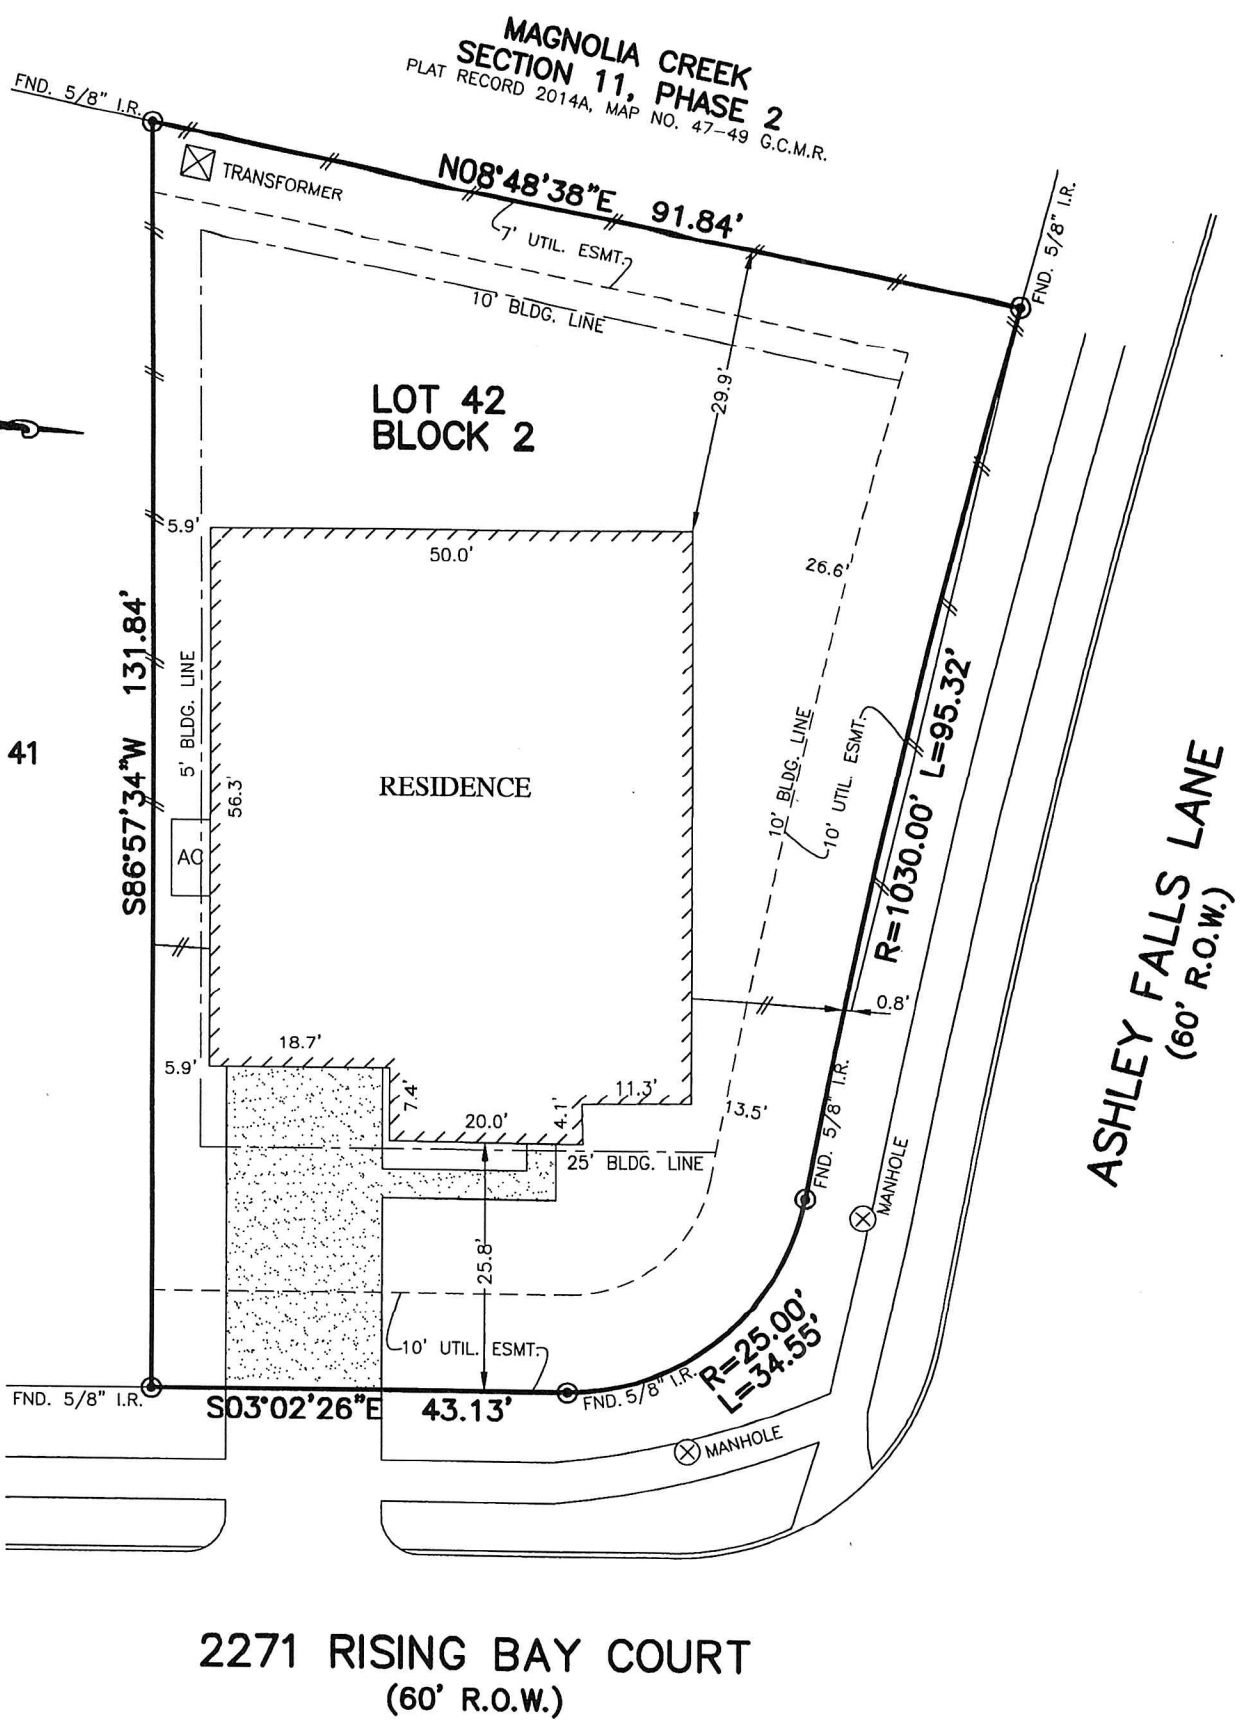 MAGNOLIA CREEK
SECTION 11, PHASE 2
PLAT RECORD 2014A, MAP NO. 47-49 G.C.M.R.
FND. 5/8" I.R.
TRANSFORMER
N08°48'38"E 91.84'
7' UTIL. ESMT.
FND. 5/8" I.R.
10' BLDG. LINE
LOT 42
BLOCK 2
29.9'
5.9'
50.0'
26.6'
S86°57'34"W 131.84'
5' BLDG. LINE
41
56.3'
RESIDENCE
10' BLDG. LINE
10' UTIL. ESMT.
R=1030.00' L=95.32'
ASHLEY FALLS LANE
(60' R.O.W.)
AC
0.8'
18.7'
5.9'
7.4'
20.0'
4.1'
11.3'
13.5'
FND. 5/8" I.R.
25' BLDG. LINE
MANHOLE
25.8'
10' UTIL. ESMT.
R=25.00'
L=34.55'
FND. 5/8" I.R.
S03°02'26"E 43.13'
FND. 5/8" I.R.
MANHOLE
2271 RISING BAY COURT
(60' R.O.W.)